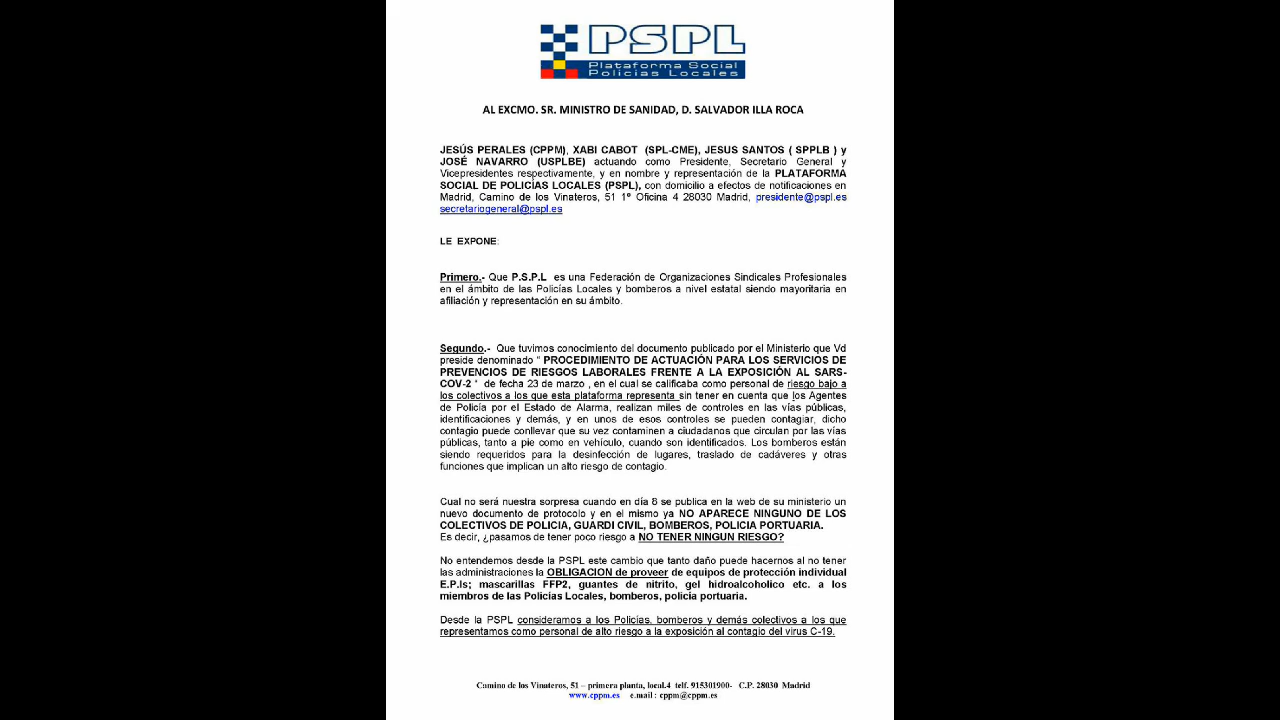 PSPL
Plataforma Social
Policías Locales
AL EXCMO. SR. MINISTRO DE SANIDAD, D. SALVADOR ILLA ROCA
JESÚS PERALES (CPPM), XABI CABOT (SPL-CME), JESUS SANTOS ( SPPLB ) y
JOSÉ NAVARRO (USPLBE) actuando como Presidente, Secretario General y
Vicepresidentes respectivamente, y en nombre y representación de la PLATAFORMA
SOCIAL DE POLICÍAS LOCALES (PSPL), con domicilio a efectos de notificaciones en
Madrid, Camino de los Vinateros, 51 1º Oficina 4 28030 Madrid, presidente@pspl.es
secretariogeneral@pspl.es
LE EXPONE:
Primero.- Que P.S.P.L es una Federación de Organizaciones Sindicales Profesionales
en el ámbito de las Policías Locales y bomberos a nivel estatal siendo mayoritaria en
afiliación y representación en su ámbito.
Segundo.- Que tuvimos conocimiento del documento publicado por el Ministerio que Vd
preside denominado “ PROCEDIMIENTO DE ACTUACIÓN PARA LOS SERVICIOS DE
PREVENCIOS DE RIESGOS LABORALES FRENTE A LA EXPOSICIÓN AL SARS-
COV-2 “ de fecha 23 de marzo , en el cual se calificaba como personal de riesgo bajo a
los colectivos a los que esta plataforma representa sin tener en cuenta que los Agentes
de Policía por el Estado de Alarma, realizan miles de controles en las vías públicas,
identificaciones y demás, y en unos de esos controles se pueden contagiar, dicho
contagio puede conllevar que su vez contaminen a ciudadanos que circulan por las vías
públicas, tanto a pie como en vehículo, cuando son identificados. Los bomberos están
siendo requeridos para la desinfección de lugares, traslado de cadáveres y otras
funciones que implican un alto riesgo de contagio.
Cual no será nuestra sorpresa cuando en día 8 se publica en la web de su ministerio un
nuevo documento de protocolo y en el mismo ya NO APARECE NINGUNO DE LOS
COLECTIVOS DE POLICIA, GUARDI CIVIL, BOMBEROS, POLICIA PORTUARIA.
Es decir, ¿pasamos de tener poco riesgo a NO TENER NINGUN RIESGO?
No entendemos desde la PSPL este cambio que tanto daño puede hacernos al no tener
las administraciones la OBLIGACION de proveer de equipos de protección individual
E.P.Is; mascarillas FFP2, guantes de nitrito, gel hidroalcoholico etc. a los
miembros de las Policías Locales, bomberos, policia portuaria.
Desde la PSPL consideramos a los Policías, bomberos y demás colectivos a los que
representamos como personal de alto riesgo a la exposición al contagio del virus C-19.
Camino de los Vinateros, 51 – primera planta, local.4 telf. 915301900- C.P. 28030 Madrid
www.cppm.es e.mail : cppm@cppm.es